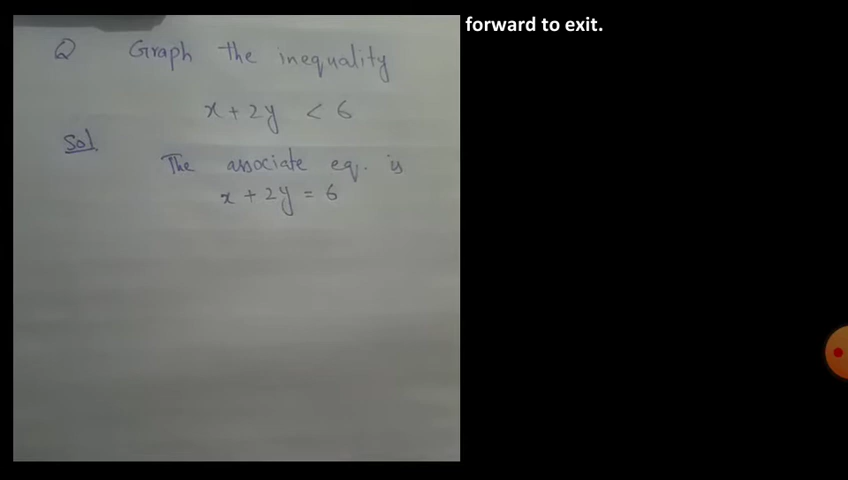 forward to exit.
Q Graph the inequality
x + 2y < 6
Sol
The associate eq. is
x + 2y = 6